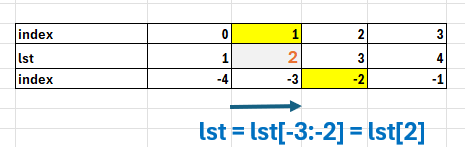 index 0 1 2 3
lst 1 2 3 4
index -4 -3 -2 -1
lst = lst[-3:-2] = lst[2]